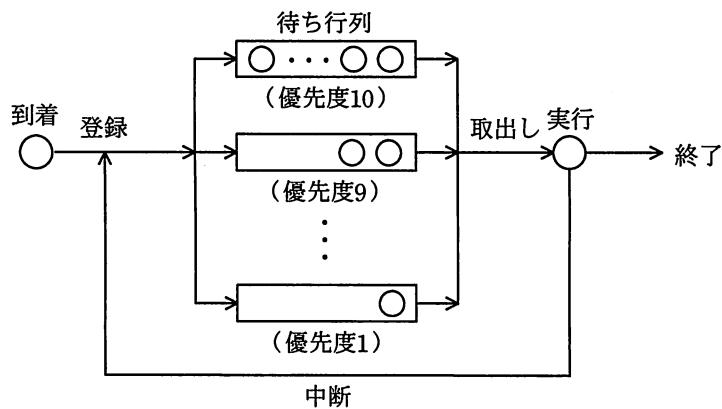 待ち行列
(優先度10)
到着
登録
取出し
実行
終了
(優先度9)
(優先度1)
中断